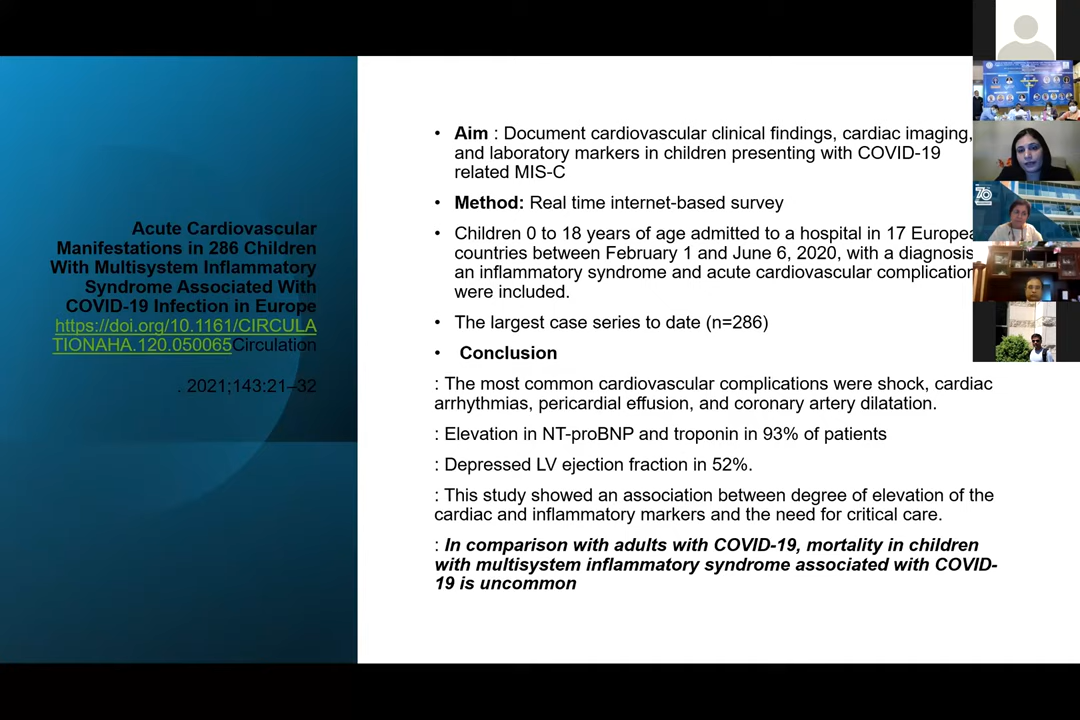 Acute Cardiovascular
Manifestations in 286 Children
With Multisystem Inflammatory
Syndrome Associated With
COVID-19 Infection in Europe
https://doi.org/10.1161/CIRCULA
TIONAHA.120.050065Circulation
. 2021;143:21–32
• Aim : Document cardiovascular clinical findings, cardiac imaging,
and laboratory markers in children presenting with COVID-19
related MIS-C
• Method: Real time internet-based survey
• Children 0 to 18 years of age admitted to a hospital in 17 Europea
countries between February 1 and June 6, 2020, with a diagnosis
an inflammatory syndrome and acute cardiovascular complication
were included.
• The largest case series to date (n=286)
• Conclusion
: The most common cardiovascular complications were shock, cardiac
arrhythmias, pericardial effusion, and coronary artery dilatation.
: Elevation in NT-proBNP and troponin in 93% of patients
: Depressed LV ejection fraction in 52%.
: This study showed an association between degree of elevation of the
cardiac and inflammatory markers and the need for critical care.
: In comparison with adults with COVID-19, mortality in children
with multisystem inflammatory syndrome associated with COVID-
19 is uncommon
70